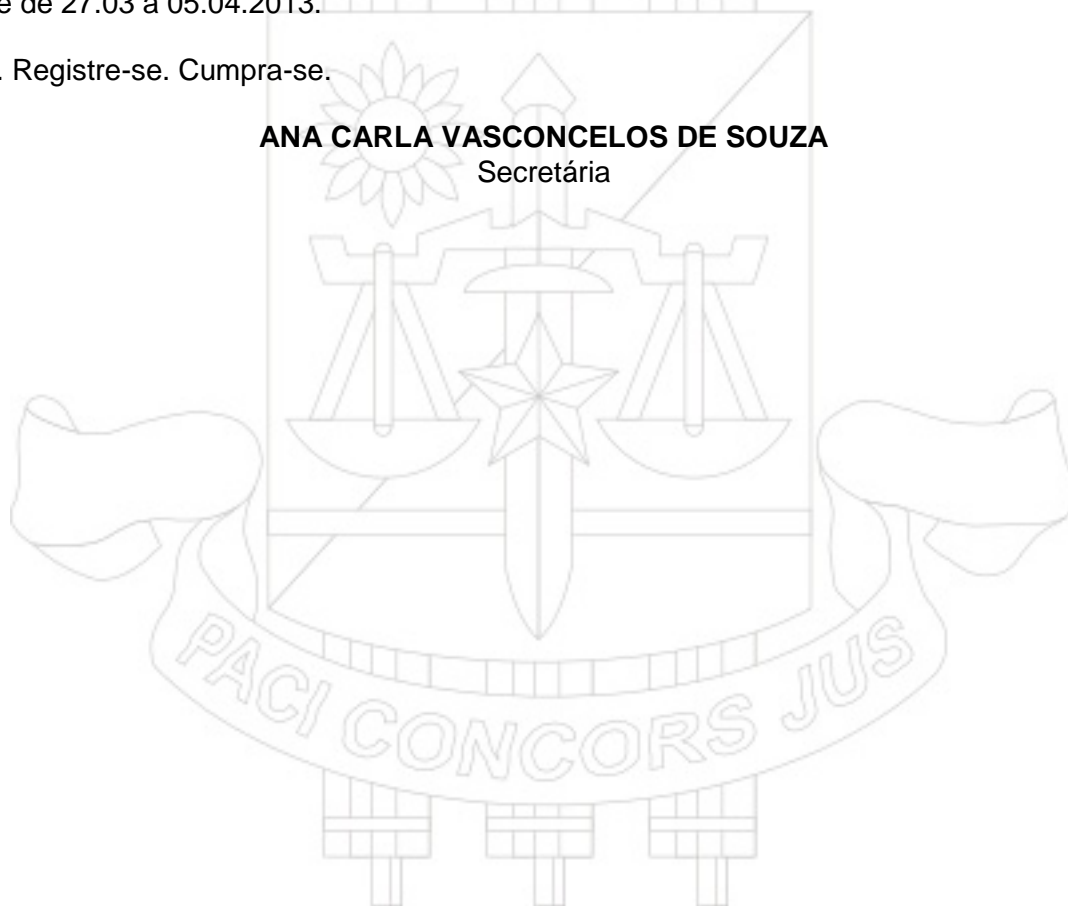 e de 27.03 a 05.04.2013.
. Registre-se. Cumpra-se.
ANA CARLA VASCONCELOS DE SOUZA
Secretária
PACI CONCORS JUS